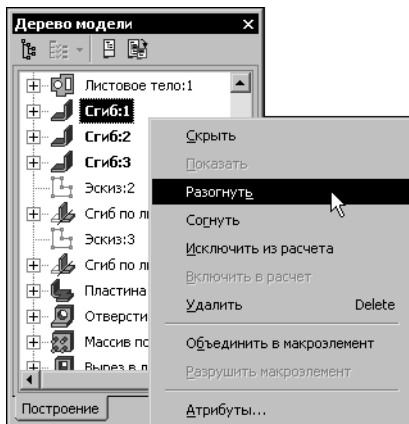 Дерево модели
Листовое тело:1
Сгиб:1
Сгиб:2
Сгиб:3
Эскиз:2
Сгиб по
Эскиз:3
Сгиб по
Пластина
Массив
Вырез в
Построение
Скрыть
Показать
Разогнуть
Согнуть
Исключить из расчета
Включить в расчет
Удалить Delete
Объединить в макроэлемент
Разрушить макроэлемент
Атрибуты...